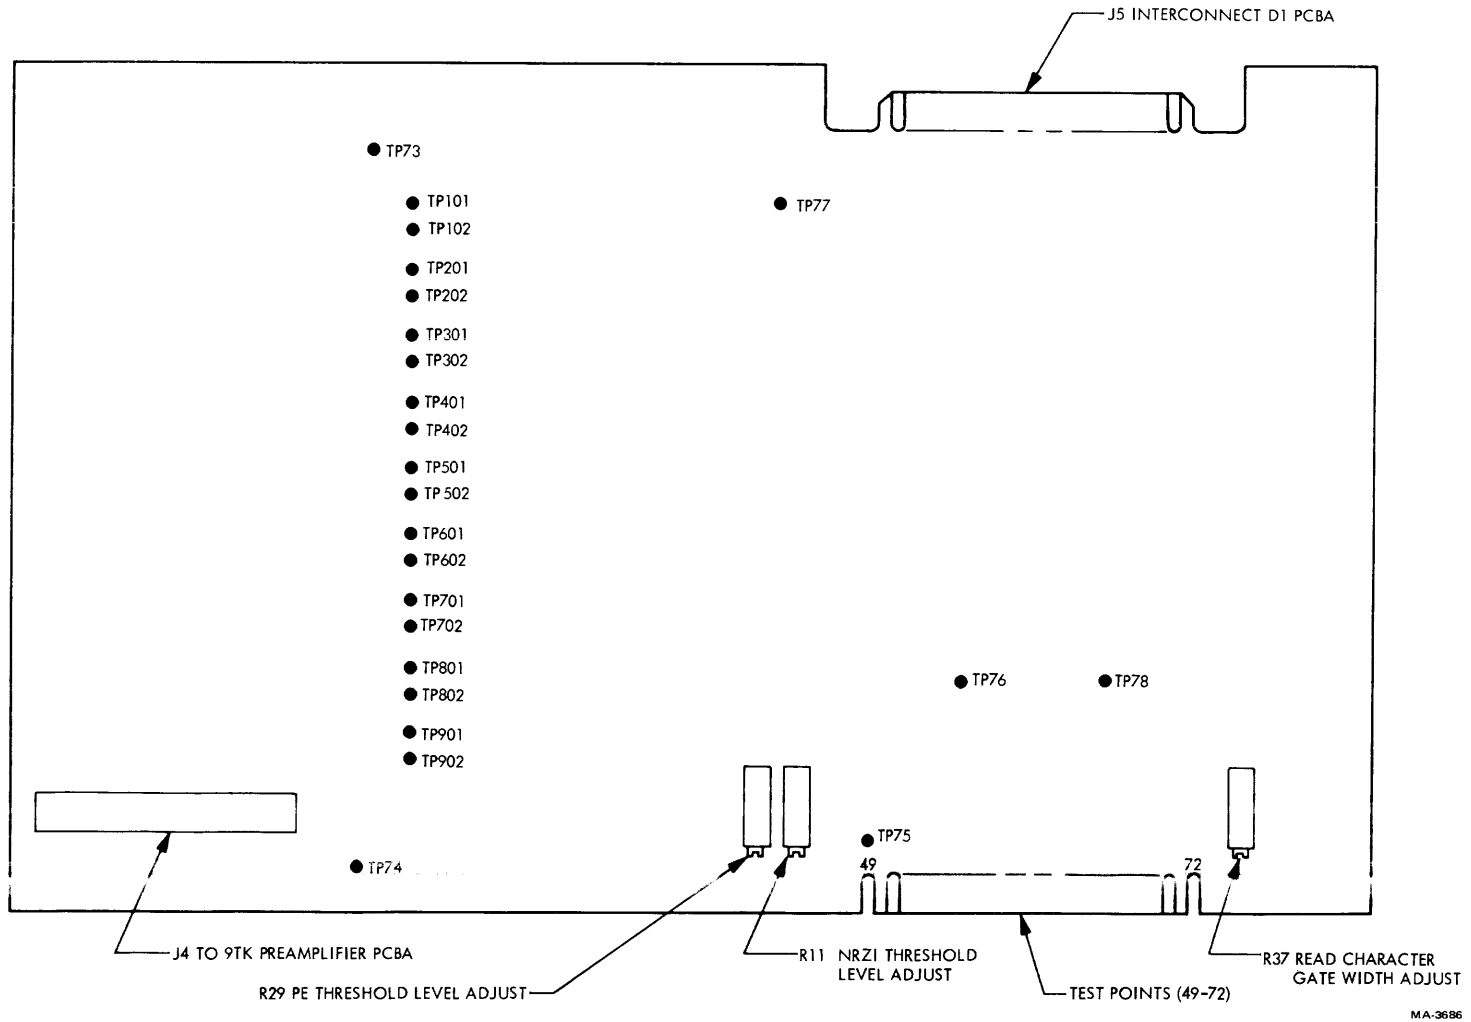 J5 INTERCONNECT D1 PCBA
TP73
TP101
TP77
TP102
TP201
TP202
TP301
TP302
TP401
TP402
TP501
TP 502
TP601
TP602
TP701
TP702
TP801
TP76
TP78
TP802
TP901
TP902
TP75
49
72
TP74
J4 TO 9TK PREAMPLIFIER PCBA
R11 NRZI THRESHOLD
LEVEL ADJUST
R37 READ CHARACTER
GATE WIDTH ADJUST
R29 PE THRESHOLD LEVEL ADJUST
TEST POINTS (49-72)
MA-3686